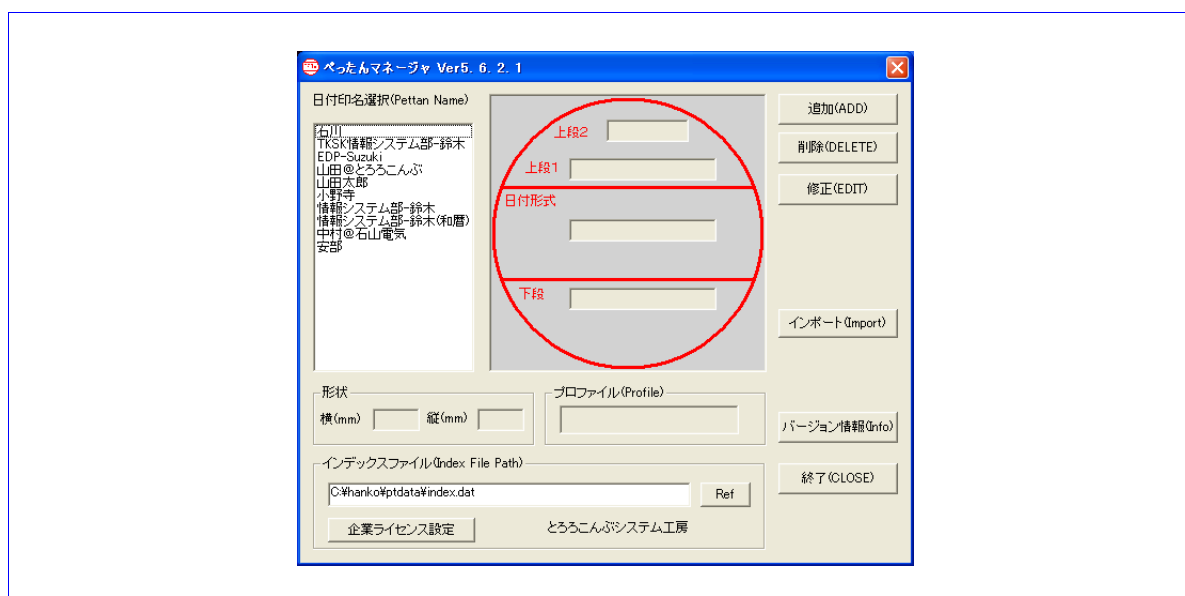 ぺったんマネージャ Ver5. 6. 2. 1
日付印名選択(Pettan Name)
石川
TKSK情報システム部-鈴木
EDP-Suzuki
山田@とろろこんぶ
山田太郎
小野寺
情報システム部-鈴木
情報システム部-鈴木(和暦)
中村@石山電気
安部
上段2
上段1
日付形式
下段
追加(ADD)
削除(DELETE)
修正(EDIT)
インポート(Import)
バージョン情報(Info)
終了(CLOSE)
形状
横(mm)
縦(mm)
プロファイル(Profile)
インデックスファイル(Index File Path)
C:¥hanko¥ptdata¥index.dat
Ref
企業ライセンス設定
とろろこんぶシステム工房